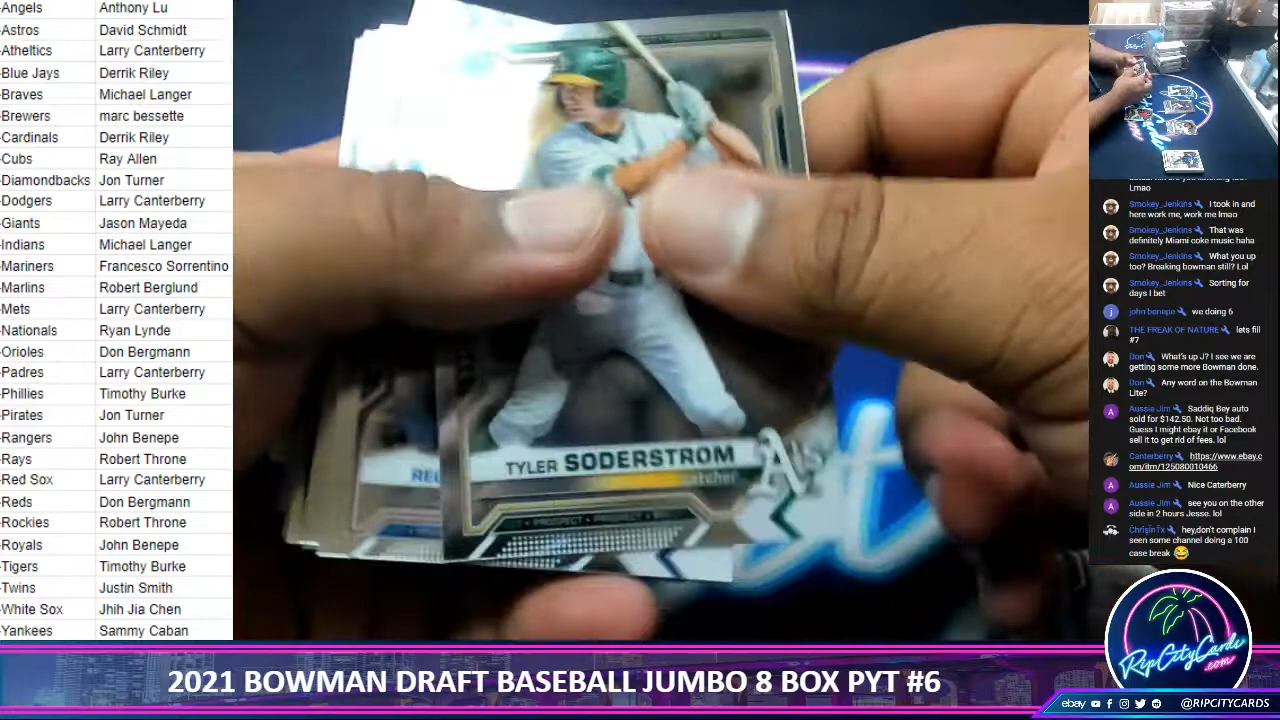 -Angels Anthony Lu
-Astros David Schmidt
-Atheltics Larry Canterberry
-Blue Jays Derrik Riley
-Braves Michael Langer
-Brewers marc bessette
-Cardinals Derrik Riley
-Cubs Ray Allen
-Diamondbacks Jon Turner
-Dodgers Larry Canterberry
-Giants Jason Mayeda
-Indians Michael Langer
-Mariners Francesco Sorrentino
-Marlins Robert Berglund
-Mets Larry Canterberry
-Nationals Ryan Lynde
-Orioles Don Bergmann
-Padres Larry Canterberry
-Phillies Timothy Burke
-Pirates Jon Turner
-Rangers John Benepe
-Rays Robert Throne
-Red Sox Larry Canterberry
-Reds Don Bergmann
-Rockies Robert Throne
-Royals John Benepe
-Tigers Timothy Burke
-Twins Justin Smith
-White Sox Jhih Jia Chen
-Yankees Sammy Caban
TYLER SODERSTROM
catcher
PROSPECT
A's
RE
st
Lmao
Smokey_Jenkins I took in and
here work me, work me lmao
Smokey_Jenkins That was
definitely Miami coke music haha
Smokey_Jenkins What you up
too? Breaking bowman still? Lol
Smokey_Jenkins Sorting for
days I bet
j john benepe we doing 6
THE FREAK OF NATURE lets fill
#7
Don What's up J? I see we are
getting some more Bowman done.
Don Any word on the Bowman
Lite?
A Aussie Jim Saddiq Bey auto
sold for $142.50. Not too bad.
Guess I might ebay it or Facebook
sell it to get rid of fees. lol
Canterberry https://www.ebay.c
om/itm/125080010466
A Aussie Jim Nice Caterberry
A Aussie Jim see you on the other
side in 2 hours Jesse. lol
ChrisinTx hey,don't complain I
seen some channel doing a 100
case break 😂
RipCityCards
.com
2021 BOWMAN DRAFT BASEBALL JUMBO 8 BOX PYT #6
ebay @RIPCITYCARDS